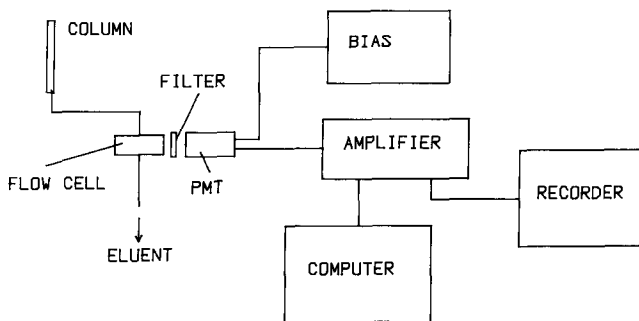 COLUMN
BIAS
FILTER
AMPLIFIER
FLOW CELL
PMT
RECORDER
ELUENT
COMPUTER